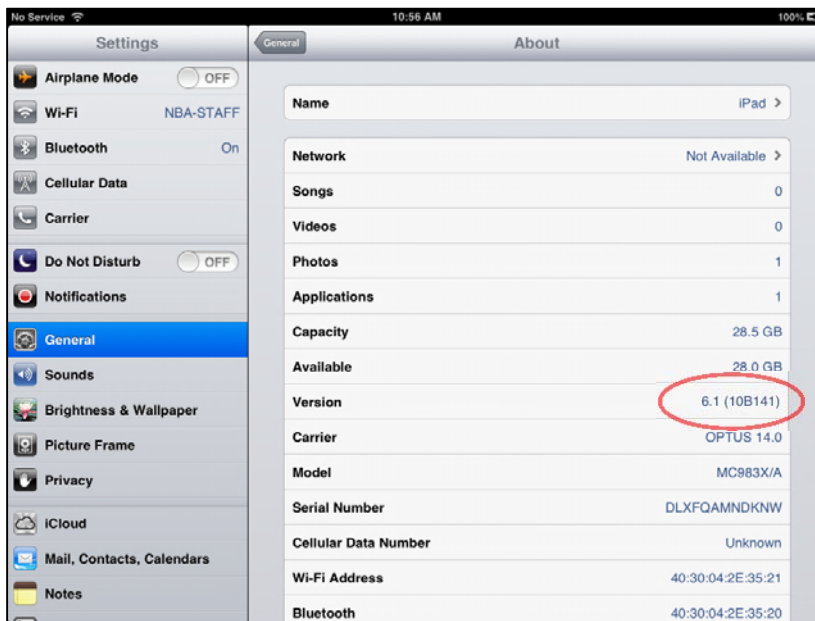 No Service 10:56 AM 100%
Settings General About
Airplane Mode OFF
Wi-Fi NBA-STAFF
Bluetooth On
Cellular Data
Carrier
Do Not Disturb OFF
Notifications
General
Sounds
Brightness & Wallpaper
Picture Frame
Privacy
iCloud
Mail, Contacts, Calendars
Notes
Name iPad
Network Not Available
Songs 0
Videos 0
Photos 1
Applications 1
Capacity 28.5 GB
Available 28.0 GB
Version 6.1 (10B141)
Carrier OPTUS 14.0
Model MC983X/A
Serial Number DLXFQAMNDKNW
Cellular Data Number Unknown
Wi-Fi Address 40:30:04:2E:35:21
Bluetooth 40:30:04:2E:35:20